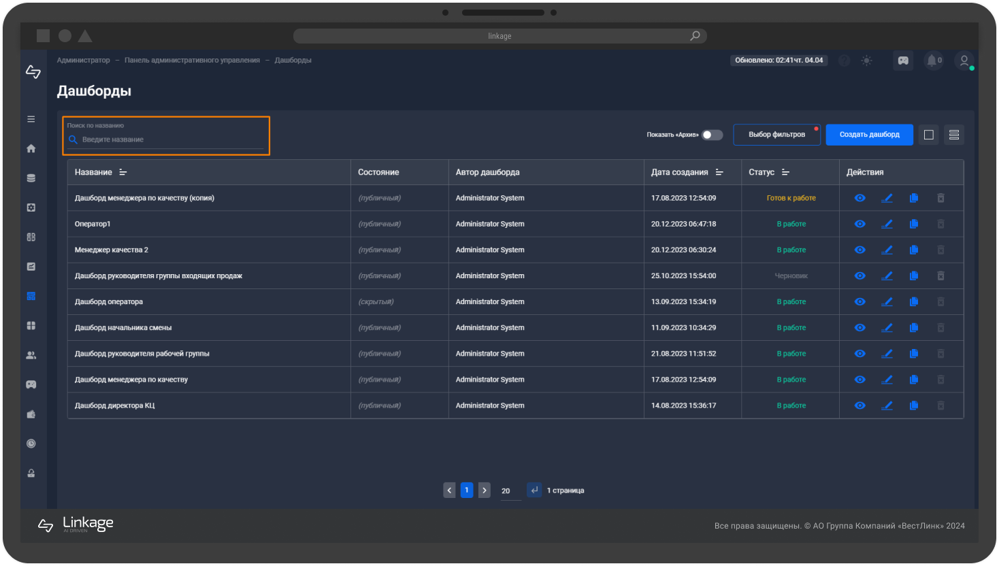 linkage
Администратор – Панель административного управления – Дашборды
Обновлено: 02:41 чт. 04.04
0
Дашборды
Поиск по названию
Введите название
Показать «Архив»
Выбор фильтров
Создать дашборд
Название Состояние Автор дашборда Дата создания Статус Действия
Дашборд менеджера по качеству (копия) (публичный) Administrator System 17.08.2023 12:54:09 Готов к работе
Оператор1 (публичный) Administrator System 20.12.2023 06:47:18 В работе
Менеджер качества 2 (публичный) Administrator System 20.12.2023 06:30:24 В работе
Дашборд руководителя группы входящих продаж (публичный) Administrator System 25.10.2023 15:54:00 Черновик
Дашборд оператора (скрытый) Administrator System 13.09.2023 15:34:19 В работе
Дашборд начальника смены (публичный) Administrator System 11.09.2023 10:34:29 В работе
Дашборд руководителя рабочей группы (публичный) Administrator System 21.08.2023 11:51:52 В работе
Дашборд менеджера по качеству (публичный) Administrator System 17.08.2023 12:54:09 В работе
Дашборд директора КЦ (публичный) Administrator System 14.08.2023 15:36:17 В работе
1 20 1 страница
Linkage
AI DRIVEN
Все права защищены. © АО Группа Компаний «ВестЛинк» 2024